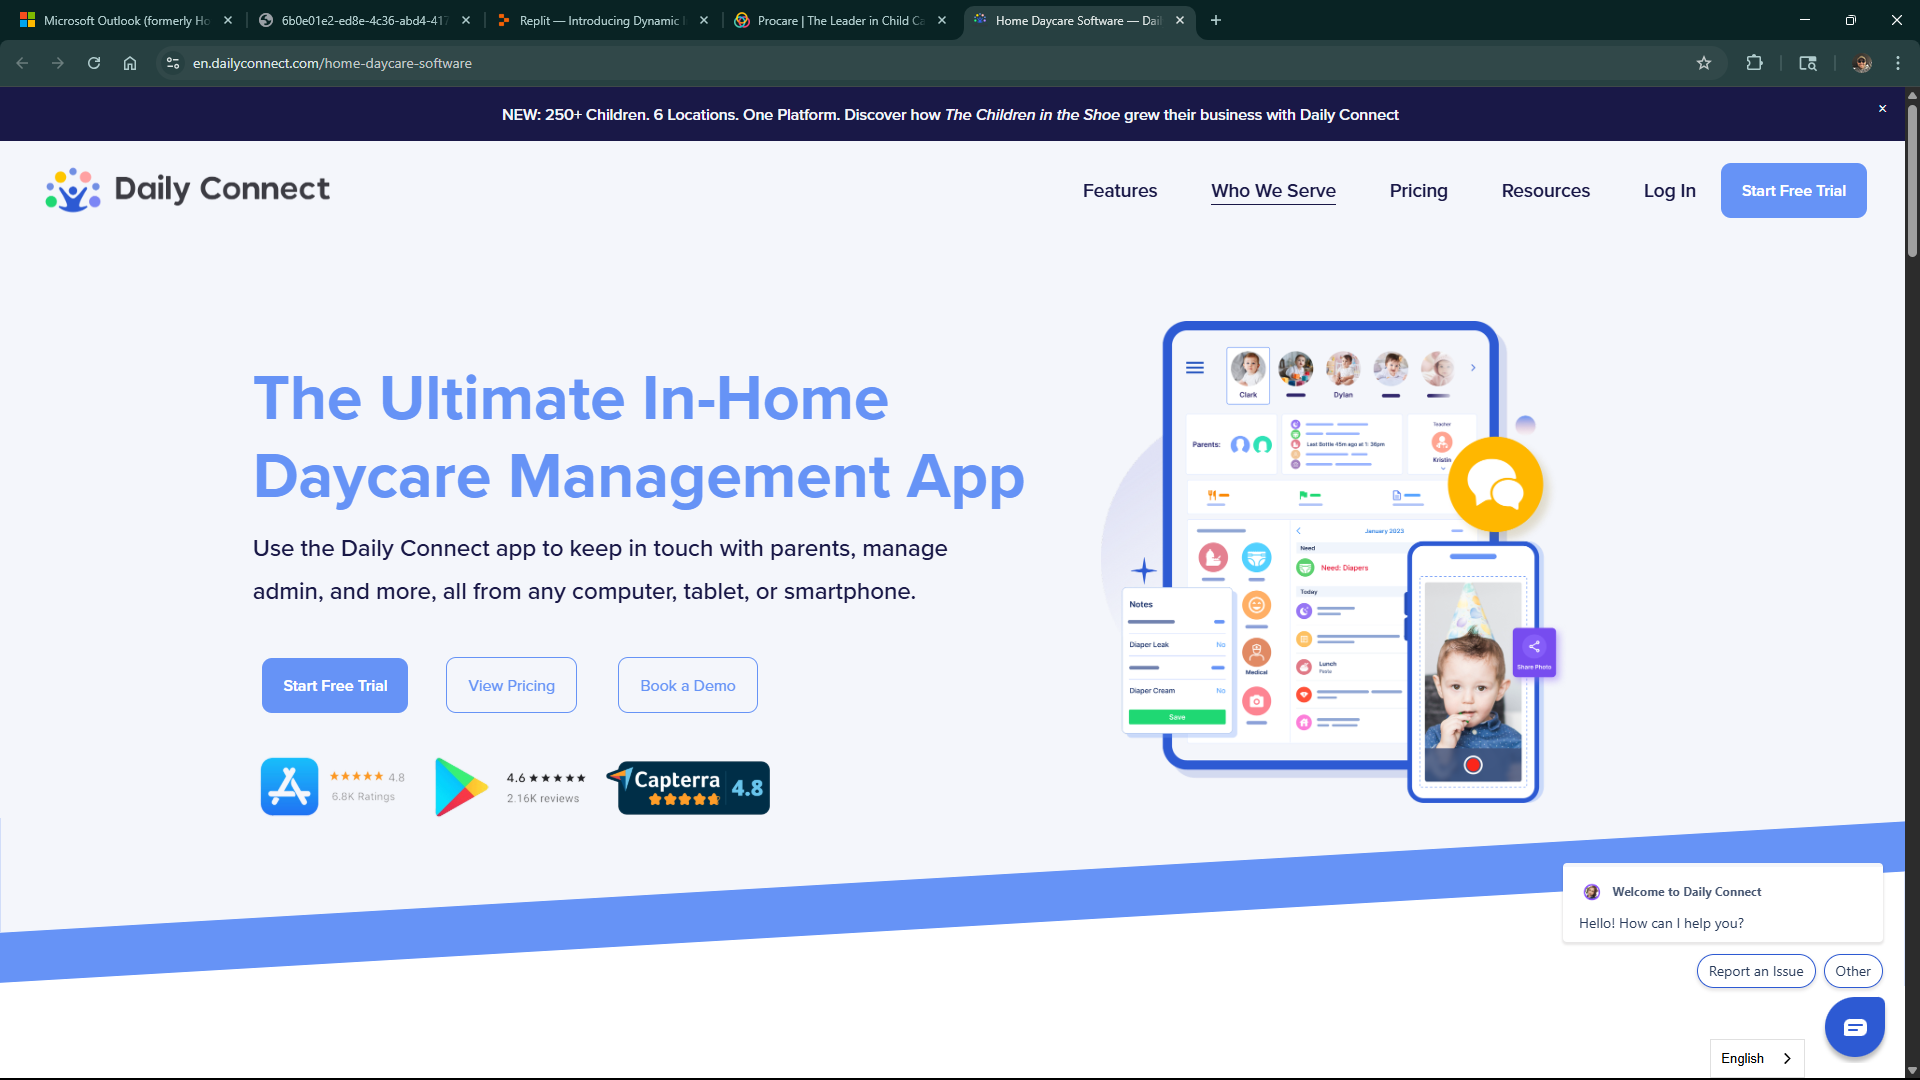 Microsoft Outlook (formerly Ho
6b0e01e2-ed8e-4c36-abd4-417
Replit — Introducing Dynamic
Procare | The Leader in Child Ca
Home Daycare Software — Dail
en.dailyconnect.com/home-daycare-software
NEW: 250+ Children. 6 Locations. One Platform. Discover how The Children in the Shoe grew their business with Daily Connect
Daily Connect
Features
Who We Serve
Pricing
Resources
Log In
Start Free Trial
The Ultimate In-Home
Daycare Management App
Use the Daily Connect app to keep in touch with parents, manage
admin, and more, all from any computer, tablet, or smartphone.
Start Free Trial
View Pricing
Book a Demo
4.8
6.8K Ratings
4.6
2.16K reviews
Capterra
4.8
Clark
Dylan
Parents:
Last Bottle 45m ago at 1:36pm
Teacher
Kristin
January 2023
Need
Need: Diapers
Today
Lunch
Medical
Notes
Diaper Leak
No
Diaper Cream
No
Save
Share Photo
Welcome to Daily Connect
Hello! How can I help you?
Report an Issue
Other
English